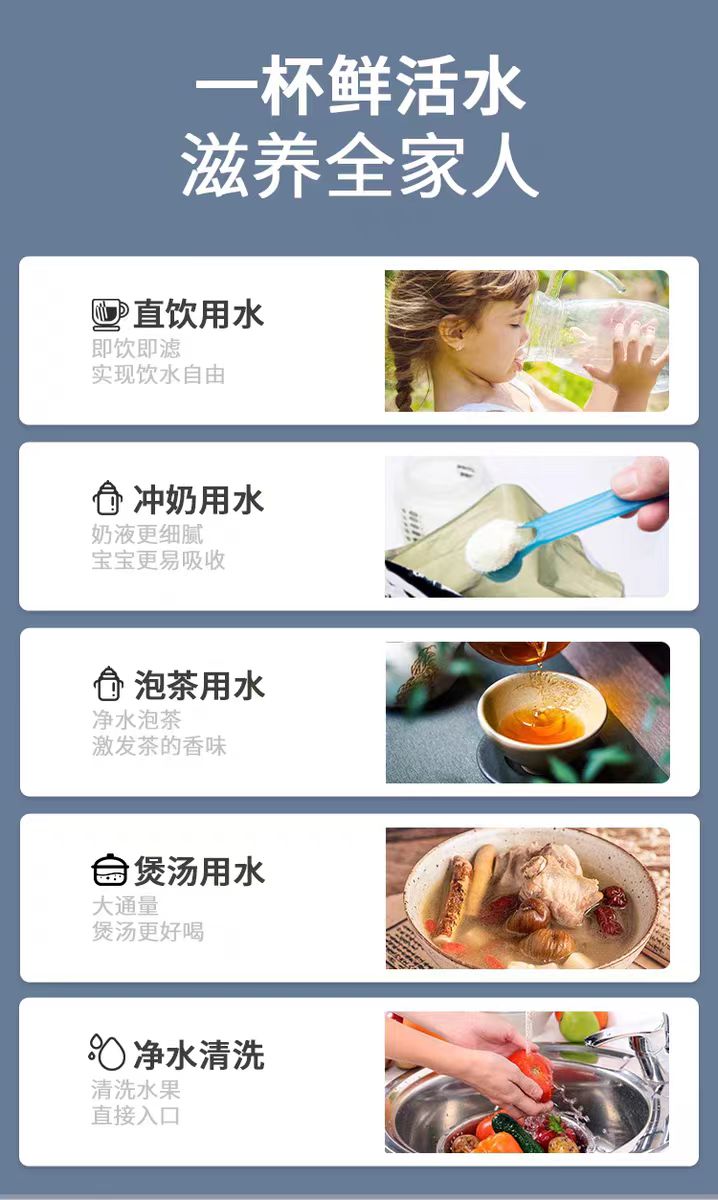 一杯鲜活水
滋养全家人
直饮用水
即饮即滤
实现饮水自由
冲奶用水
奶液更细腻
宝宝更易吸收
泡茶用水
净水泡茶
激发茶的香味
煲汤用水
大通量
煲汤更好喝
净水清洗
清洗水果
直接入口